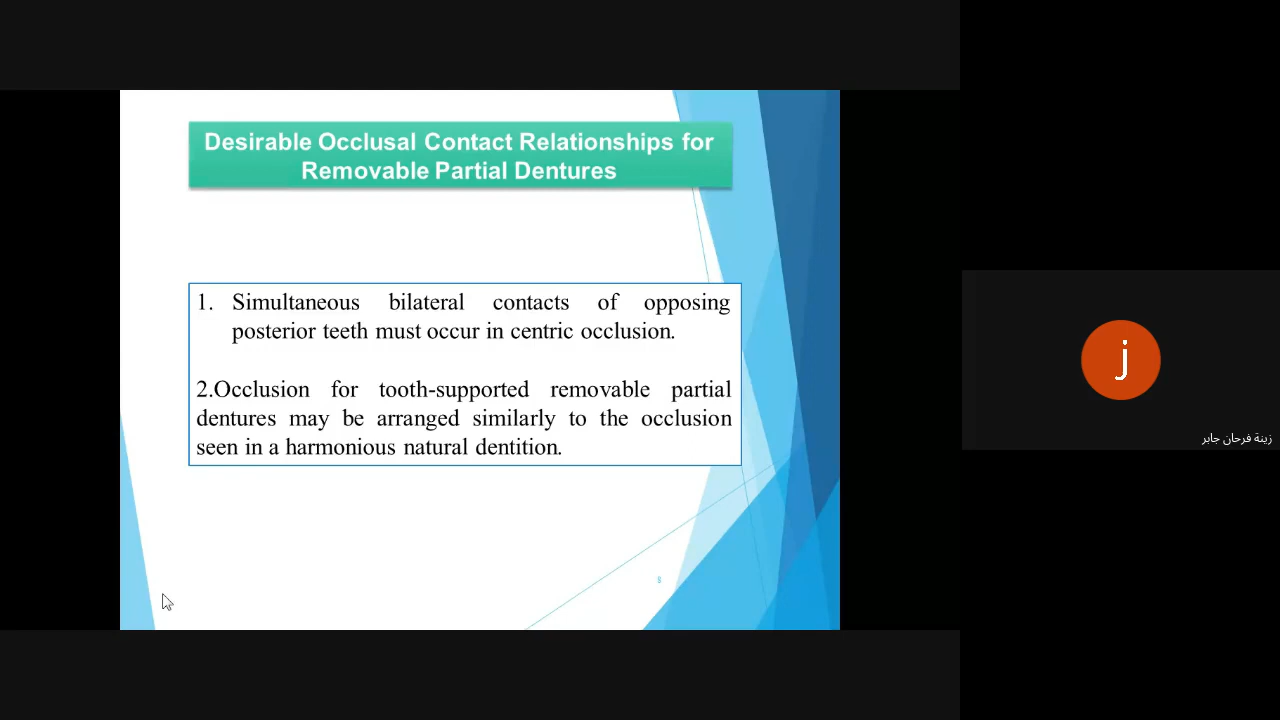 Desirable Occlusal Contact Relationships for
Removable Partial Dentures
1. Simultaneous bilateral contacts of opposing
posterior teeth must occur in centric occlusion.
2.Occlusion for tooth-supported removable partial
dentures may be arranged similarly to the occlusion
seen in a harmonious natural dentition.
8
j
زينة فرحان جابر